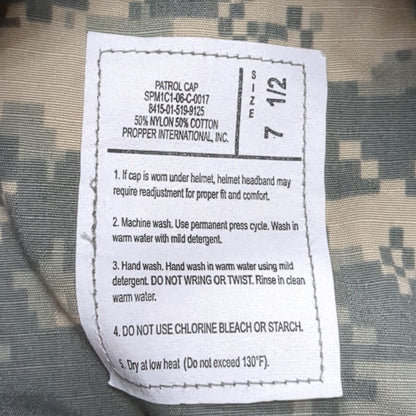 PATROL CAP
SPM1C1-06-C-0017
8415-01-519-9125
50% NYLON 50% COTTON
PROPPER INTERNATIONAL, INC.
SIZE
7 1/2
1. If cap is worn under helmet, helmet headband may
require readjustment for proper fit and comfort.
2. Machine wash. Use permanent press cycle. Wash in
warm water with mild detergent.
3. Hand wash. Hand wash in warm water using mild
detergent. DO NOT WRING OR TWIST. Rinse in clean
warm water.
4. DO NOT USE CHLORINE BLEACH OR STARCH.
5. Dry at low heat (Do not exceed 130°F).